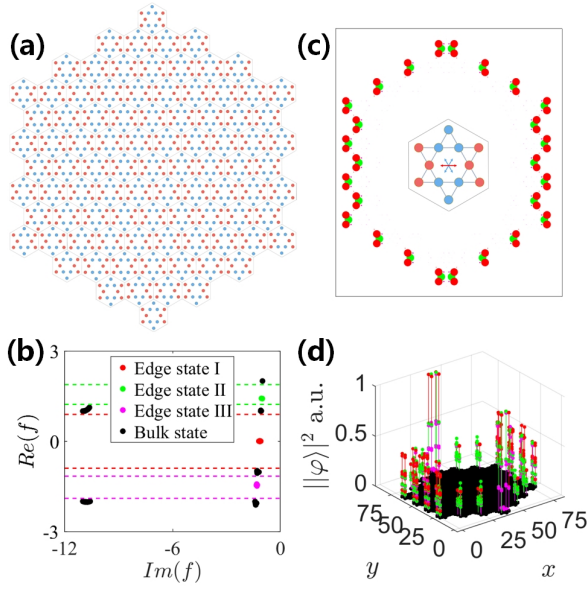 (a)
(c)
(b)
3
0
-3
Re(f)
Edge state I
Edge state II
Edge state III
Bulk state
-12
-6
0
Im(f)
(d)
||φ⟩|² a.u.
1
0.5
0
75
50
25
0
y
0
25
50
75
x